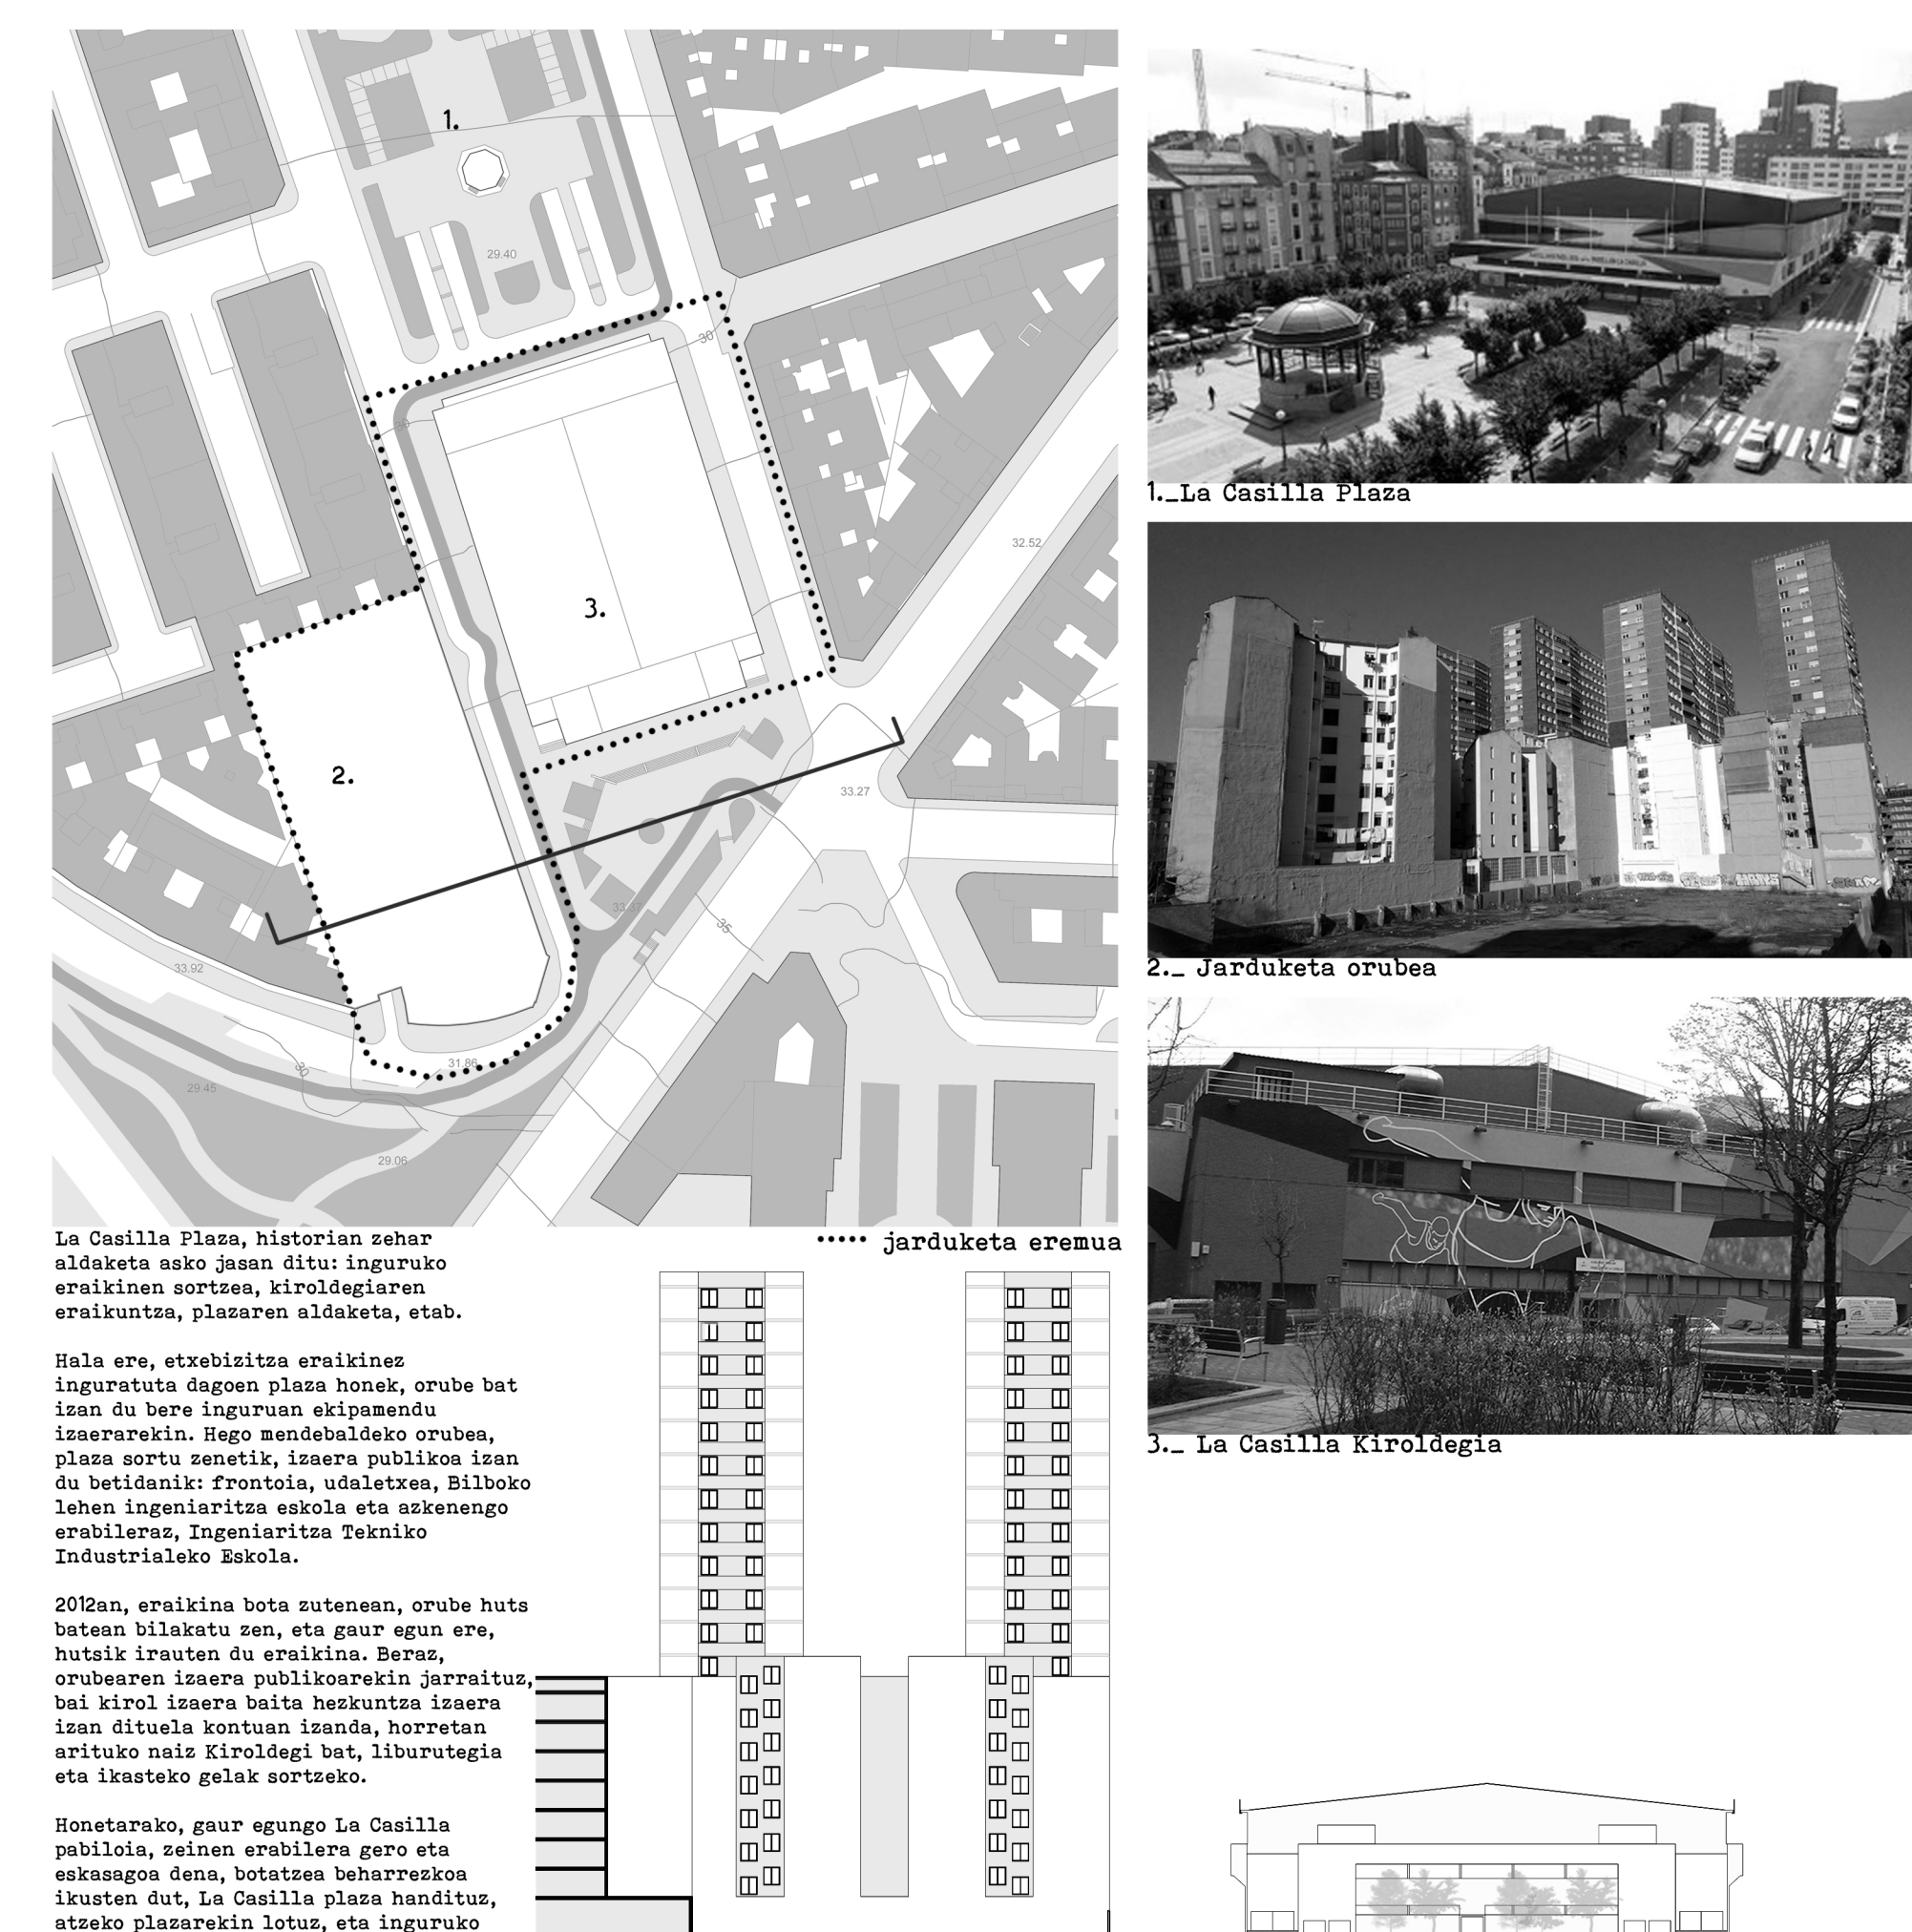 1.
29.40
30
30
32.52
3.
2.
33.27
33.37
35
33.92
31.86
30
29.45
29.06
1._La Casilla Plaza
2._ Jarduketa orubea
3._ La Casilla Kiroldegia
..... jarduketa eremua
La Casilla Plaza, historian zehar
aldaketa asko jasan ditu: inguruko
eraikinen sortzea, kiroldegiaren
eraikuntza, plazaren aldaketa, etab.
Hala ere, etxebizitza eraikinez
inguratuta dagoen plaza honek, orube bat
izan du bere inguruan ekipamendu
izaerarekin. Hego mendebaldeko orubea,
plaza sortu zenetik, izaera publikoa izan
du betidanik: frontoia, udaletxea, Bilboko
lehen ingeniaritza eskola eta azkenengo
erabileraz, Ingeniaritza Tekniko
Industrialeko Eskola.
2012an, eraikina bota zutenean, orube huts
batean bilakatu zen, eta gaur egun ere,
hutsik irauten du eraikina. Beraz,
orubearen izaera publikoarekin jarraituz,
bai kirol izaera baita hezkuntza izaera
izan dituela kontuan izanda, horretan
arituko naiz Kiroldegi bat, liburutegia
eta ikasteko gelak sortzeko.
Honetarako, gaur egungo La Casilla
pabiloia, zeinen erabilera gero eta
eskasagoa dena, botatzea beharrezkoa
ikusten dut, La Casilla plaza handituz,
atzeko plazarekin lotuz, eta inguruko